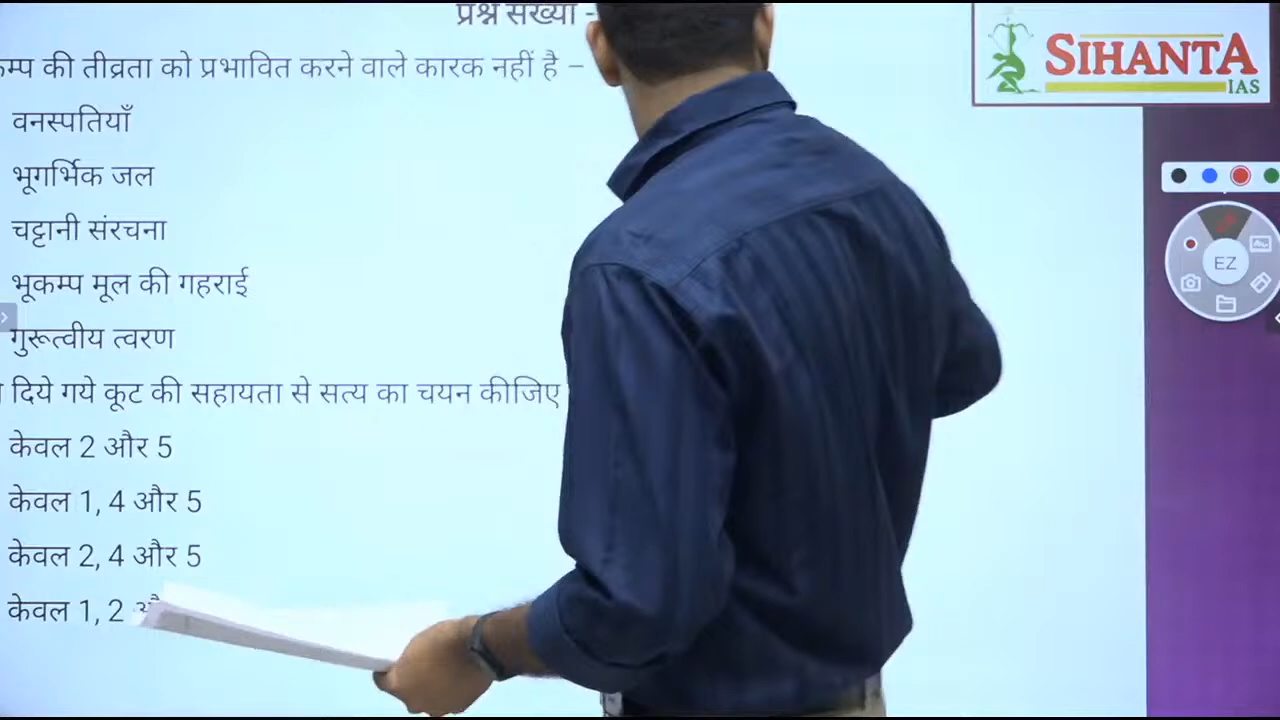 प्रश्न संख्या -
की तीव्रता को प्रभावित करने वाले कारक नहीं है –
वनस्पतियाँ
भूगर्भिक जल
चट्टानी संरचना
भूकम्प मूल की गहराई
गुरूत्वीय त्वरण
दिये गये कूट की सहायता से सत्य का चयन कीजिए
केवल 2 और 5
केवल 1, 4 और 5
केवल 2, 4 और 5
केवल 1, 2
SIHANTA
IAS
EZ